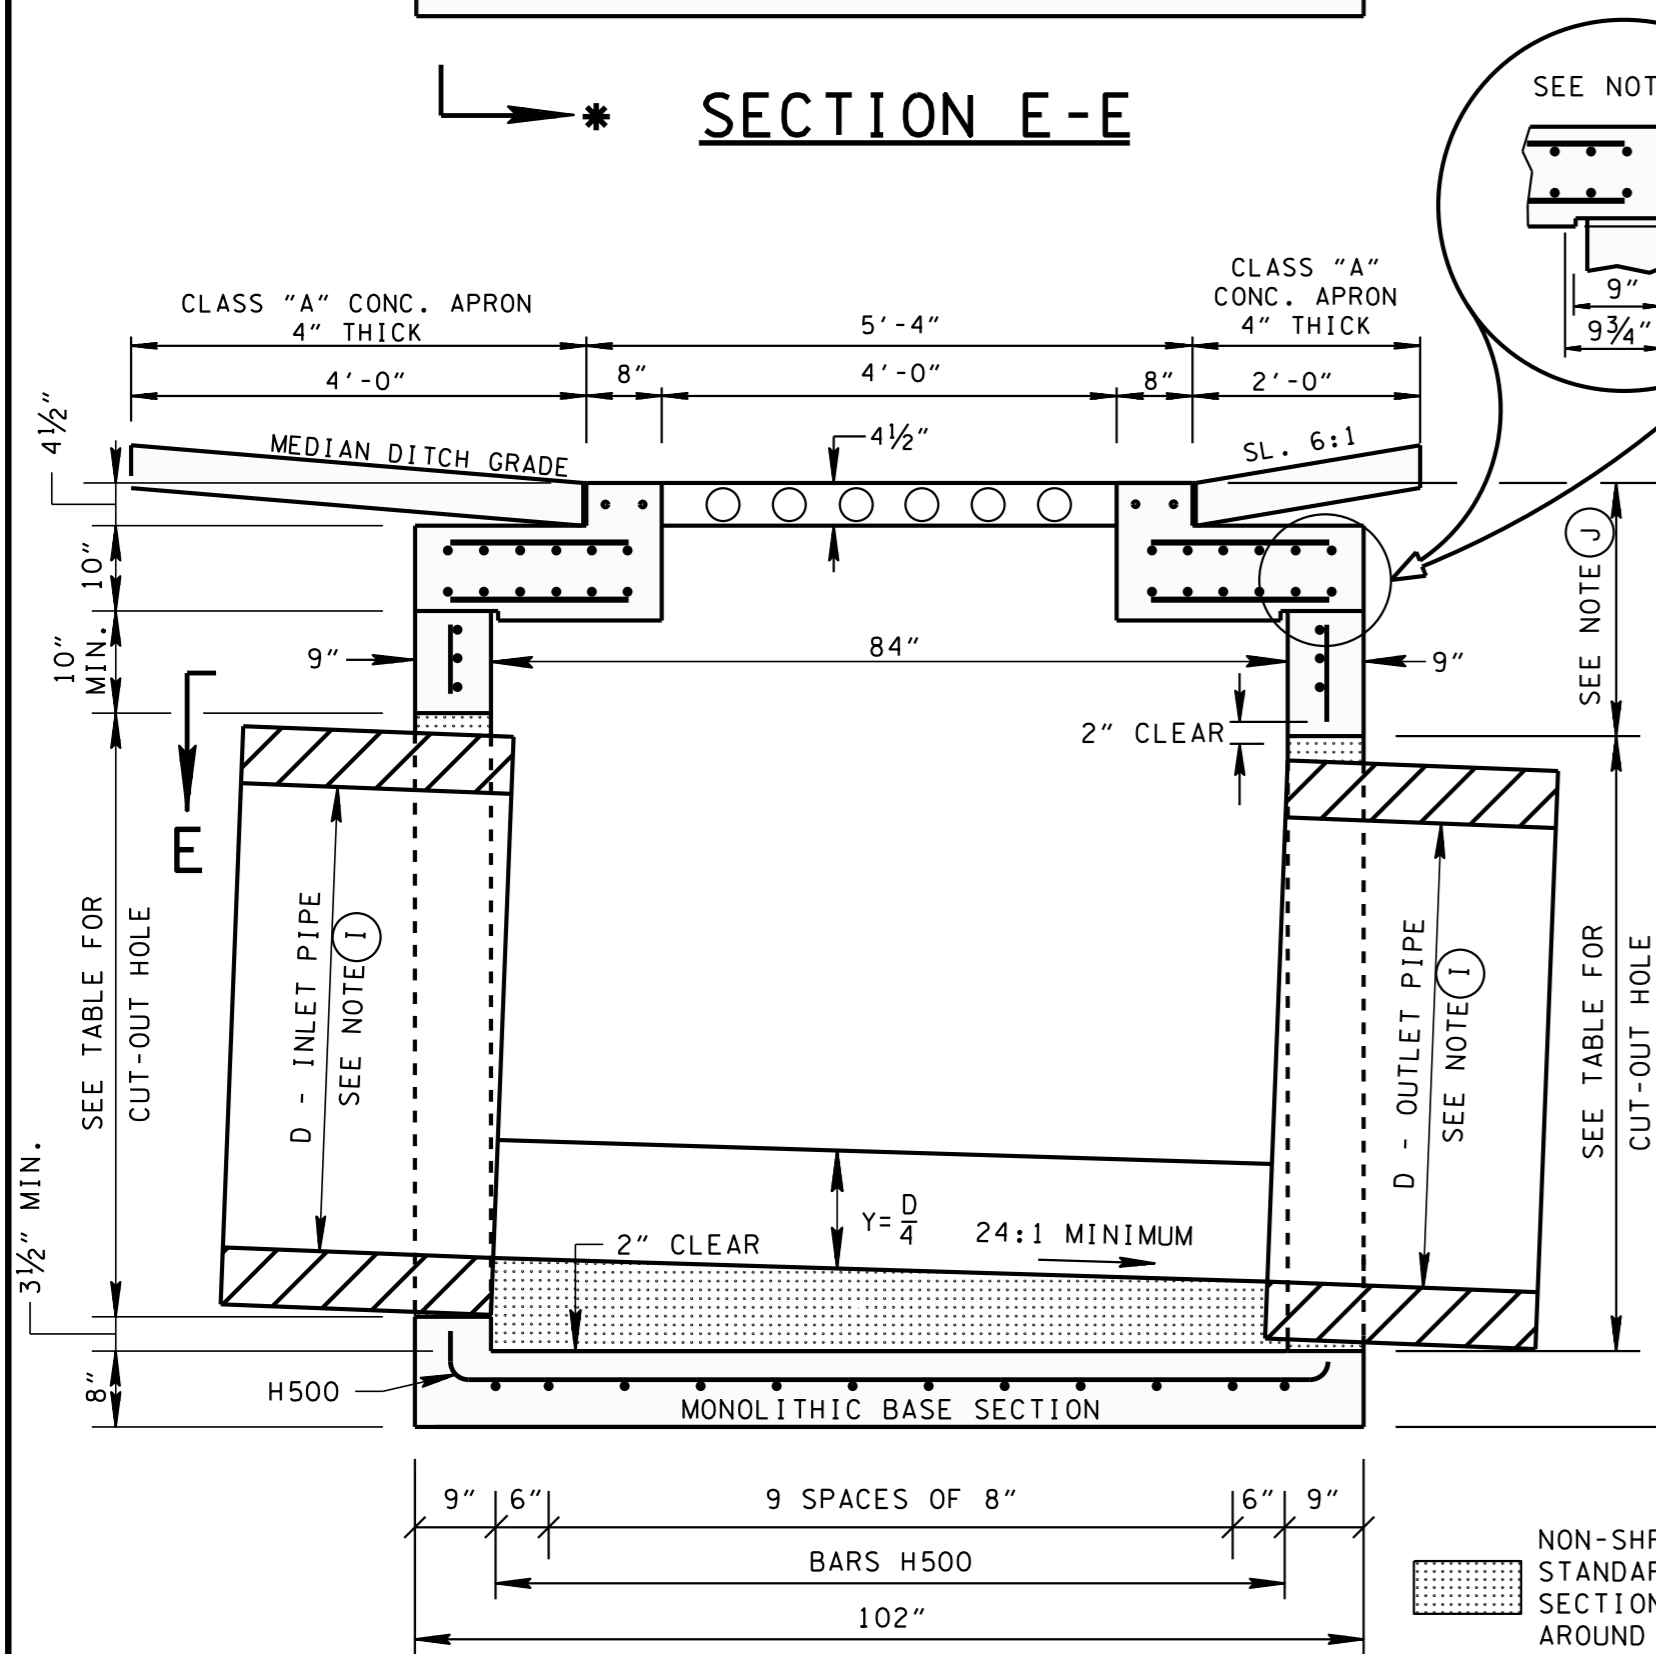 ✱ SECTION E-E
SEE NOT
9"
9¾"
CLASS "A" CONC. APRON
4" THICK
5'-4"
CLASS "A"
CONC. APRON
4" THICK
4'-0"
8"
4'-0"
8"
2'-0"
4½"
MEDIAN DITCH GRADE
4½"
SL. 6:1
10"
10"
MIN.
9"
84"
9"
2" CLEAR
SEE NOTE J
E
SEE TABLE FOR
CUT-OUT HOLE
D - INLET PIPE
SEE NOTE I
D - OUTLET PIPE
SEE NOTE I
SEE TABLE FOR
CUT-OUT HOLE
3½" MIN.
2" CLEAR
Y=D/4
24:1 MINIMUM
8"
H500
MONOLITHIC BASE SECTION
9"
6"
9 SPACES OF 8"
6"
9"
BARS H500
102"
NON-SHR
STANDAR
SECTION
AROUND